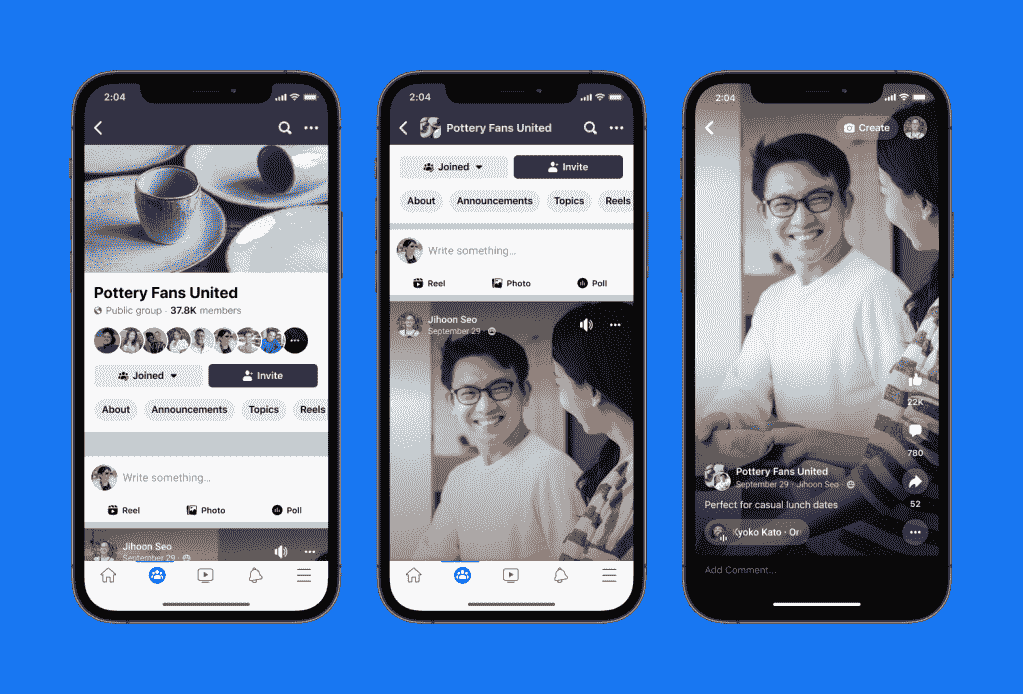 2:04
Pottery Fans United
Public group · 37.8K members
Joined
Invite
About
Announcements
Topics
Reels
Write something...
Reel
Photo
Poll
Jihoon Seo
September 29 ·
2:04
Pottery Fans United
Joined
Invite
About
Announcements
Topics
Reels
Write something...
Reel
Photo
Poll
Jihoon Seo
September 29 ·
2:04
Create
22K
780
Pottery Fans United
September 29 · Jihoon Seo ·
52
Perfect for casual lunch dates
Kyoko Kato · Or
Add Comment...